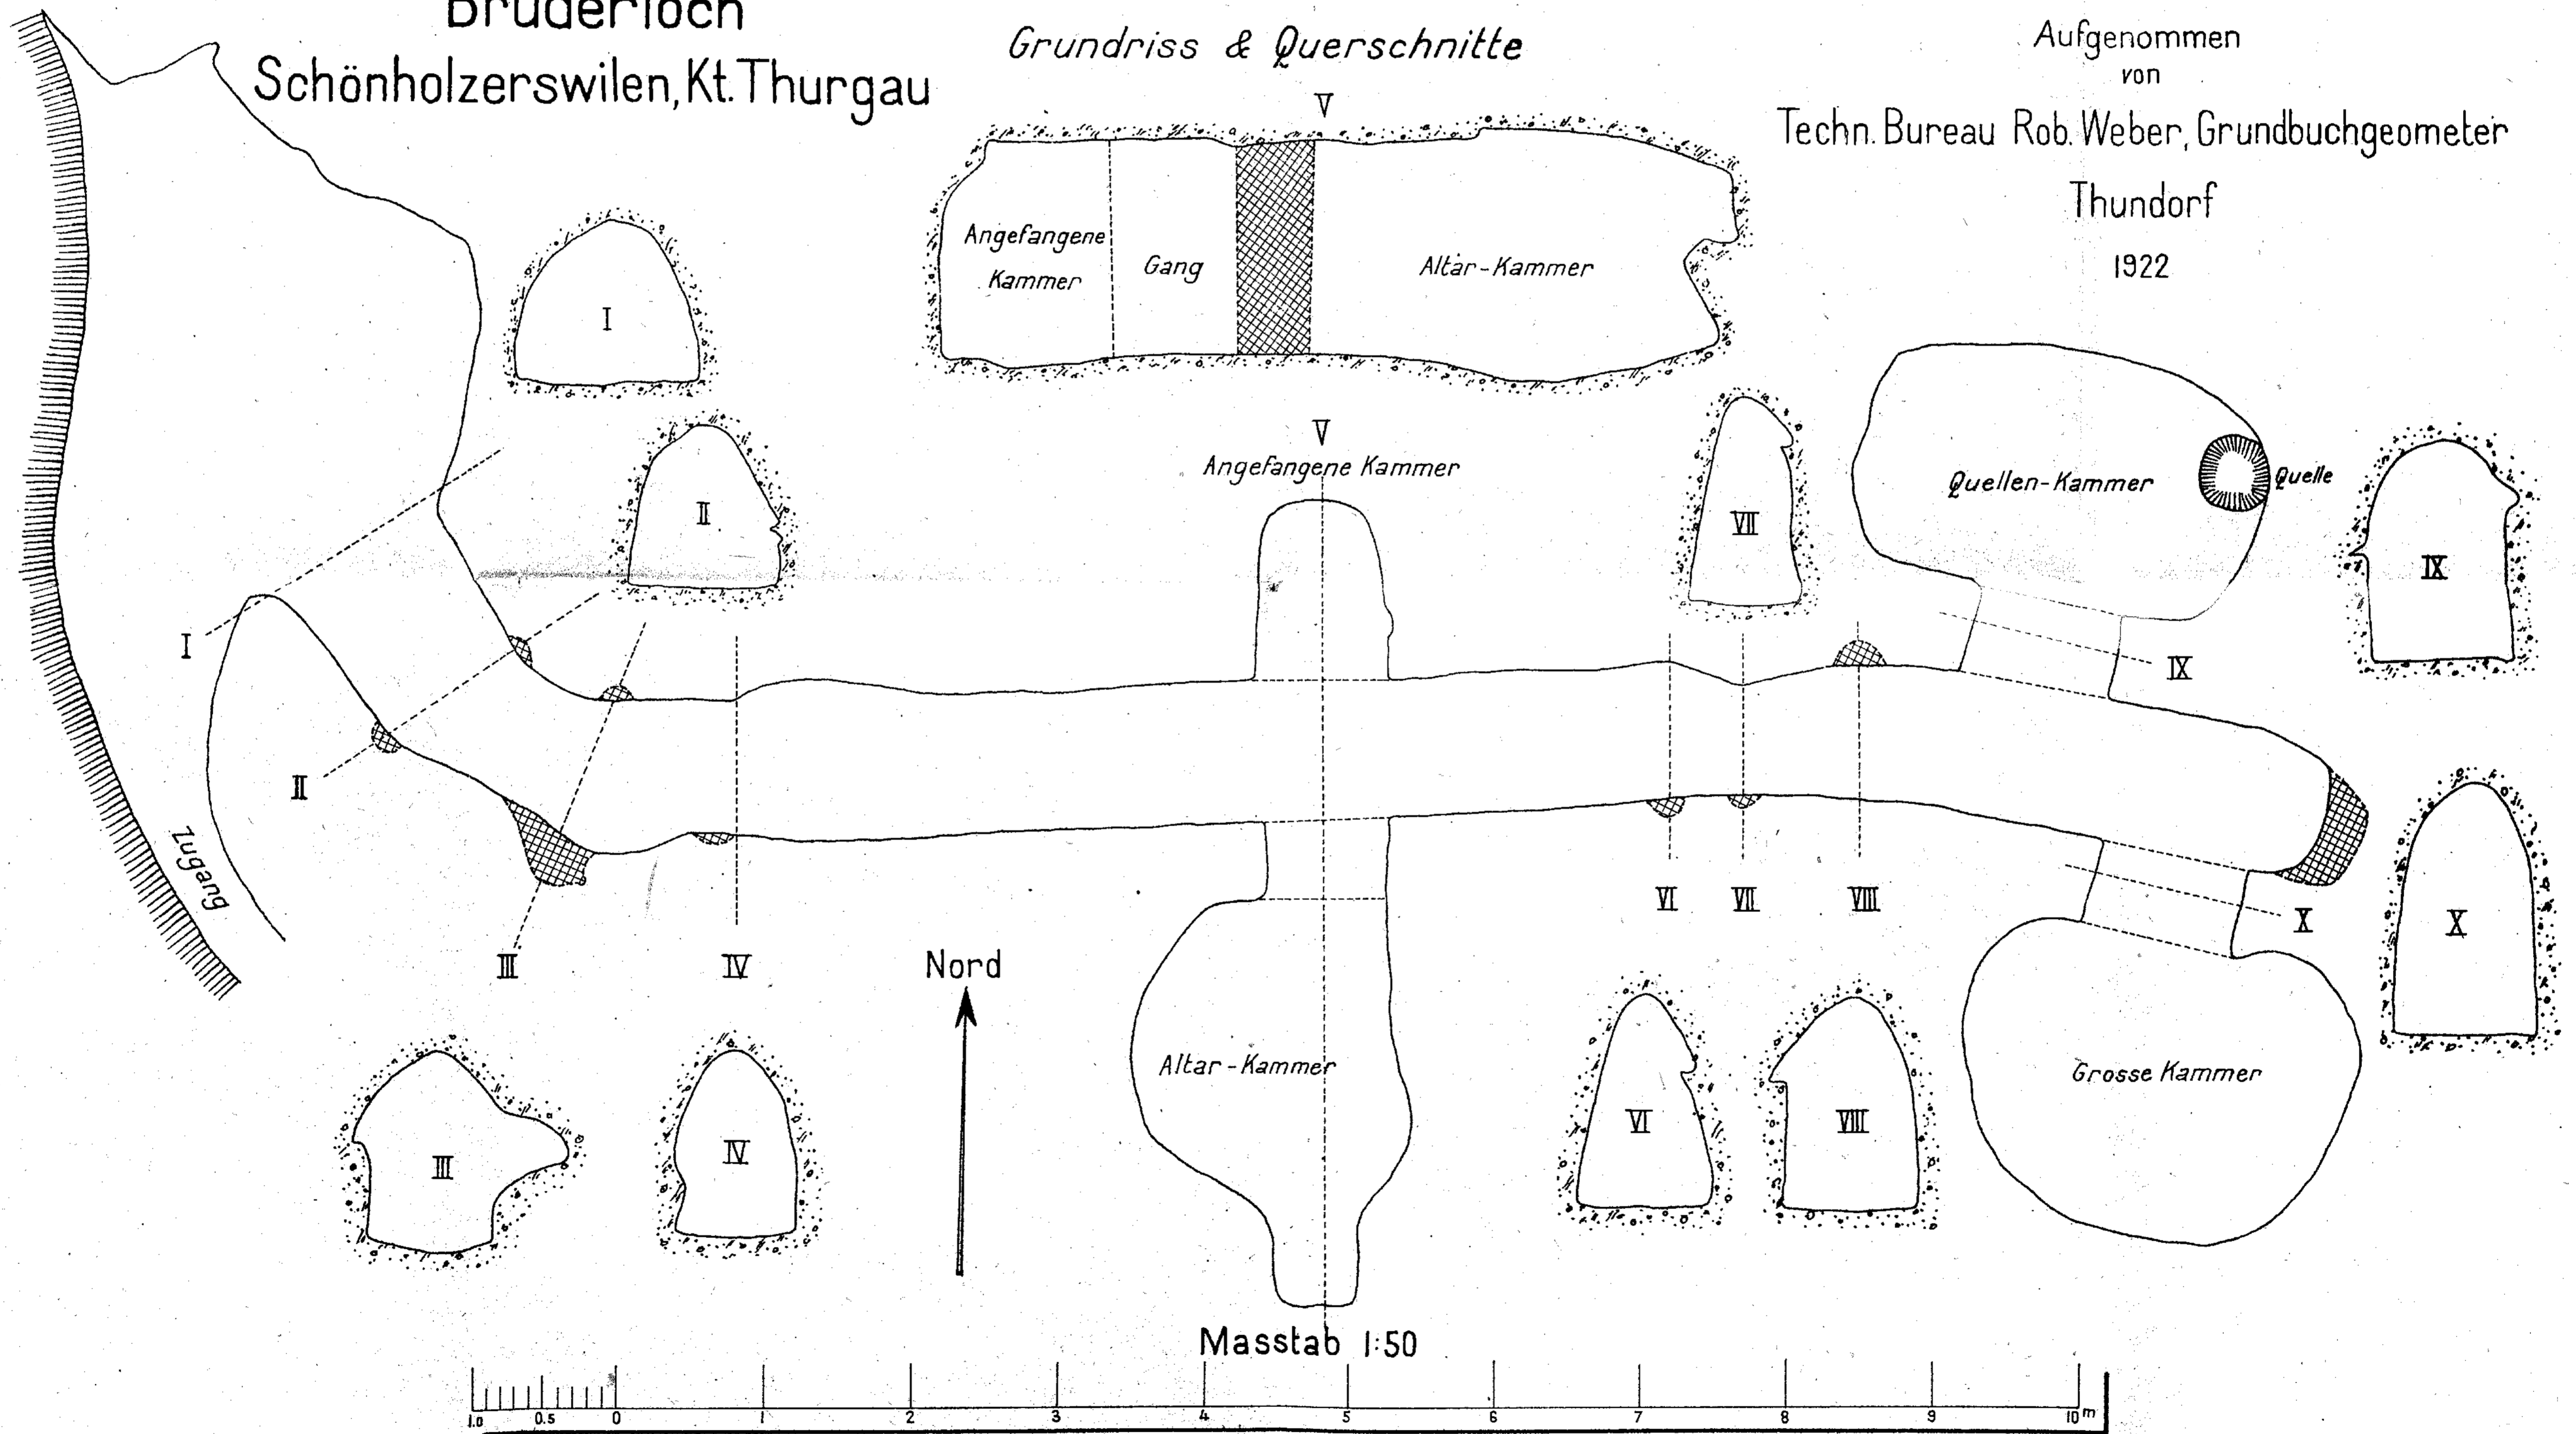 Bruderloch
Schönholzerswilen, Kt. Thurgau
Grundriss & Querschnitte
Aufgenommen
von
Techn. Bureau Rob. Weber, Grundbuchgeometer
Thundorf
1922
V
Angefangene
Kammer
Gang
Altar-Kammer
I
II
V
Angefangene Kammer
VII
Quellen-Kammer
Quelle
IX
I
IX
II
Zugang
VI
VII
VIII
X
X
III
IV
Nord
Altar-Kammer
Grosse Kammer
III
IV
VI
VIII
Masstab 1:50
1.0 0.5 0 1 2 3 4 5 6 7 8 9 10 m